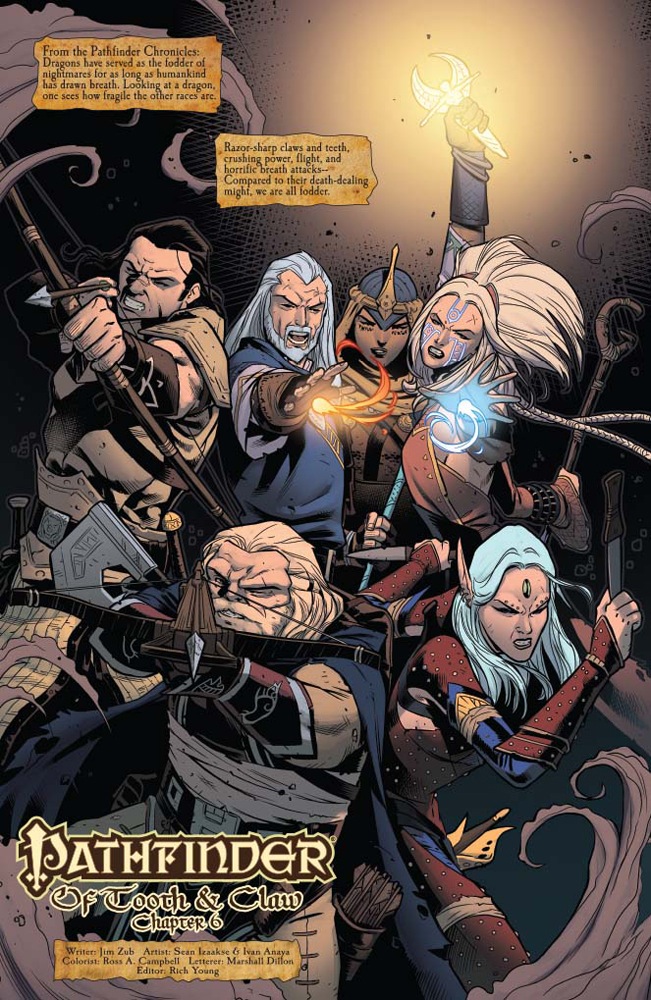 From the Pathfinder Chronicles:
Dragons have served as the fodder of
nightmares for as long as humankind
has drawn breath. Looking at a dragon,
one sees how fragile the other races are.
Razor-sharp claws and teeth,
crushing power, flight, and
horrific breath attacks--
Compared to their death-dealing
might, we are all fodder.
PATHFINDER®
Of Tooth & Claw
Chapter 6
Writer: Jim Zub Artist: Sean Izaakse & Ivan Anaya
Colorist: Ross A. Campbell Letterer: Marshall Dillon
Editor: Rich Young